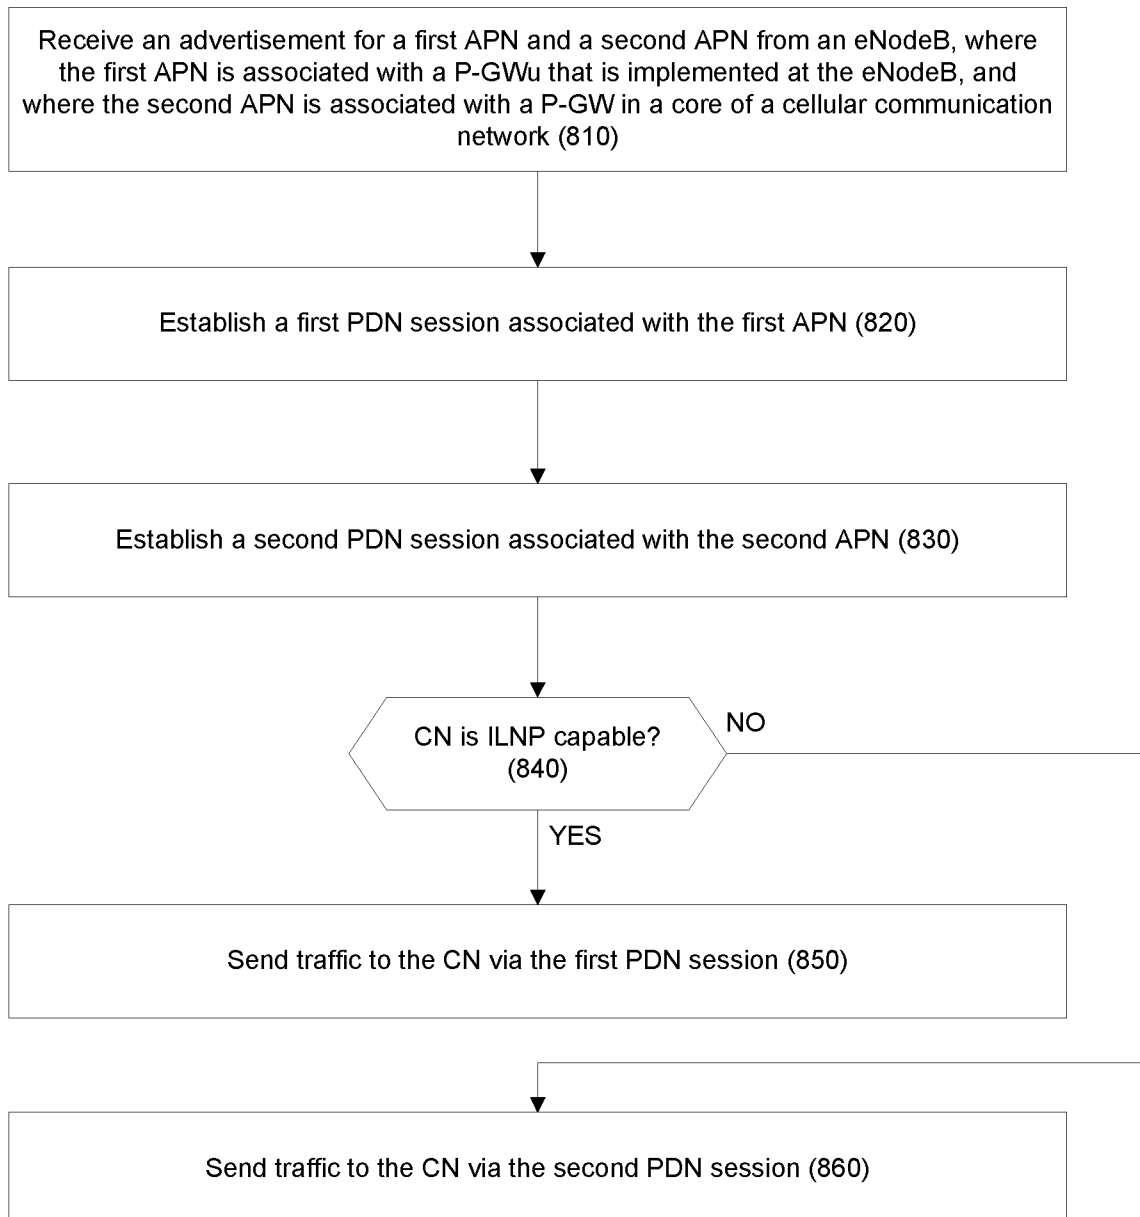 Receive an advertisement for a first APN and a second APN from an eNodeB, where
the first APN is associated with a P-GWu that is implemented at the eNodeB, and
where the second APN is associated with a P-GW in a core of a cellular communication
network (810)
Establish a first PDN session associated with the first APN (820)
Establish a second PDN session associated with the second APN (830)
CN is ILNP capable?
(840)
NO
YES
Send traffic to the CN via the first PDN session (850)
Send traffic to the CN via the second PDN session (860)